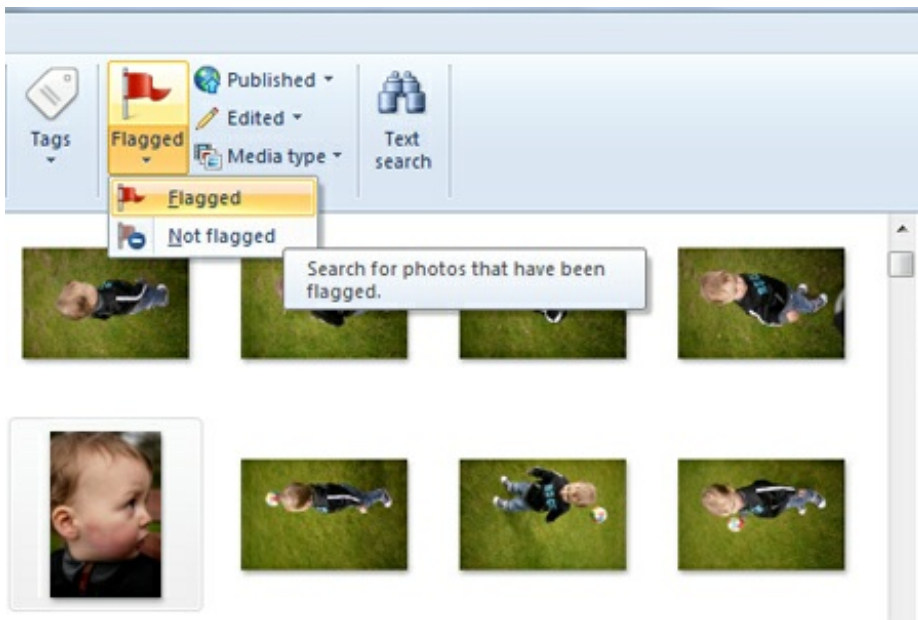 Tags
Flagged
Published
Edited
Media type
Text
search
Flagged
Not flagged
Search for photos that have been
flagged.